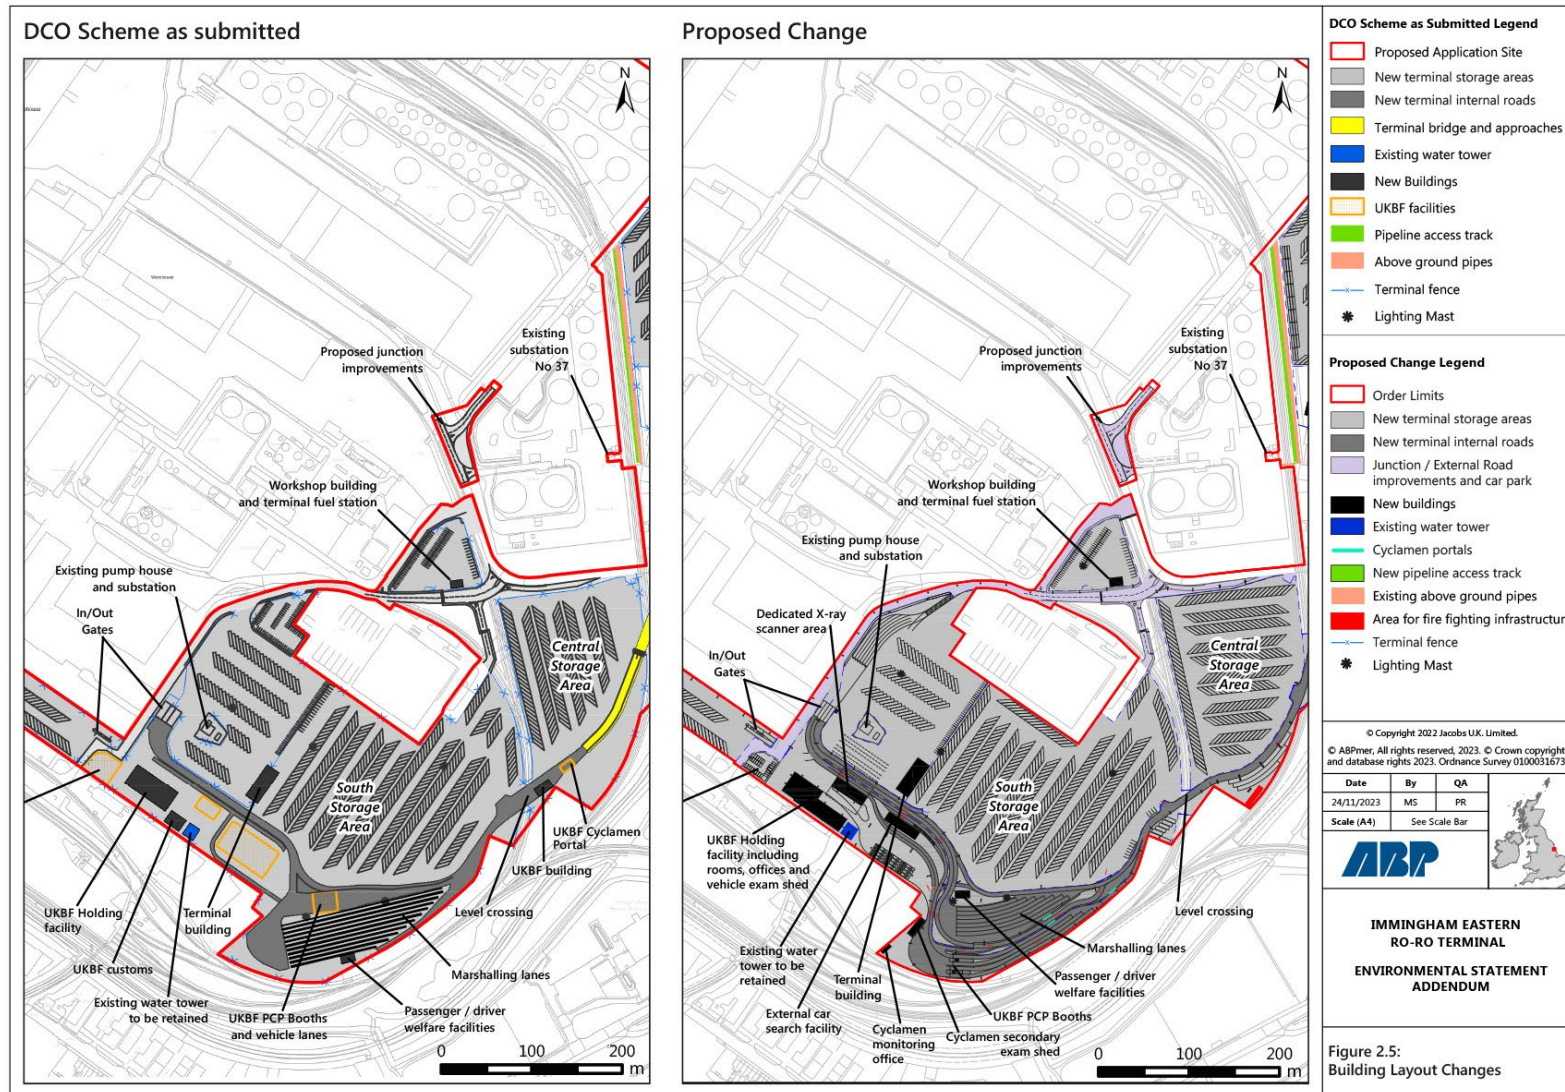 DCO Scheme as submitted
N
Warehouse
Existing
substation
No 37
Proposed junction
improvements
Workshop building
and terminal fuel station
Existing pump house
and substation
In/Out
Gates
Central
Storage
Area
South
Storage
Area
UKBF Cyclamen
Portal
UKBF building
Level crossing
UKBF Holding
facility
Terminal
building
UKBF customs
Marshalling lanes
Existing water tower
to be retained
UKBF PCP Booths
and vehicle lanes
Passenger / driver
welfare facilities
0 100 200
m
Proposed Change
N
Existing
substation
No 37
Proposed junction
improvements
Workshop building
and terminal fuel station
Existing pump house
and substation
Dedicated X-ray
scanner area
In/Out
Gates
Central
Storage
Area
South
Storage
Area
UKBF Holding
facility including
rooms, offices and
vehicle exam shed
Level crossing
Existing water
tower to be
retained
Terminal
building
Marshalling lanes
Passenger / driver
welfare facilities
External car
search facility
UKBF PCP Booths
Cyclamen
monitoring
office
Cyclamen secondary
exam shed
0 100 200
m
DCO Scheme as Submitted Legend
Proposed Application Site
New terminal storage areas
New terminal internal roads
Terminal bridge and approaches
Existing water tower
New Buildings
UKBF facilities
Pipeline access track
Above ground pipes
Terminal fence
Lighting Mast
Proposed Change Legend
Order Limits
New terminal storage areas
New terminal internal roads
Junction / External Road
improvements and car park
New buildings
Existing water tower
Cyclamen portals
New pipeline access track
Existing above ground pipes
Area for fire fighting infrastructur
Terminal fence
Lighting Mast
© Copyright 2022 Jacobs U.K. Limited.
© ABPmer, All rights reserved, 2023. © Crown copyright
and database rights 2023. Ordnance Survey 0100031673
Date By QA
24/11/2023 MS PR
Scale (A4) See Scale Bar
ABP
IMMINGHAM EASTERN
RO-RO TERMINAL
ENVIRONMENTAL STATEMENT
ADDENDUM
Figure 2.5:
Building Layout Changes